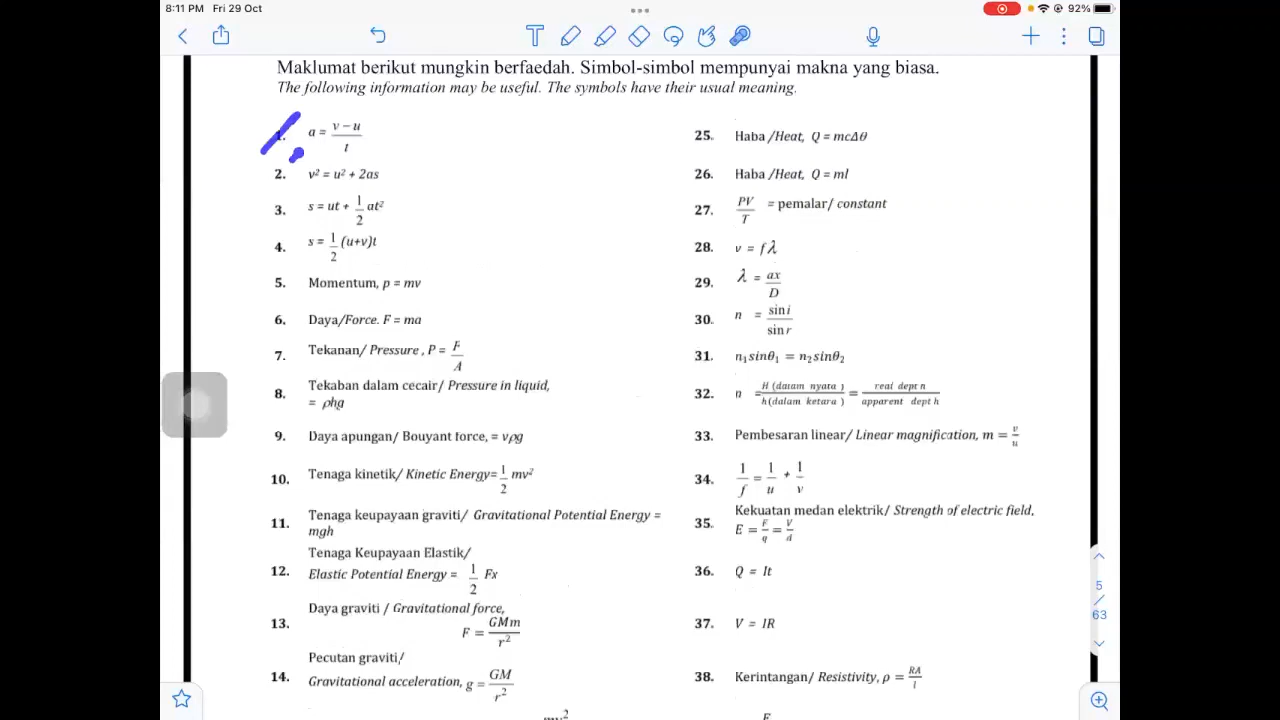 8:11 PM Fri 29 Oct
92%
Maklumat berikut mungkin berfaedah. Simbol-simbol mempunyai makna yang biasa.
The following information may be useful. The symbols have their usual meaning.
1. a = v – u / t
2. v² = u² + 2as
3. s = ut + 1/2 at²
4. s = 1/2 (u+v)t
5. Momentum, p = mv
6. Daya/Force. F = ma
7. Tekanan/ Pressure , P = F/A
8. Tekaban dalam cecair/ Pressure in liquid,
= ρhg
9. Daya apungan/ Bouyant force, = vρg
10. Tenaga kinetik/ Kinetic Energy= 1/2 mv²
11. Tenaga keupayaan graviti/ Gravitational Potential Energy =
mgh
12. Tenaga Keupayaan Elastik/
Elastic Potential Energy = 1/2 Fx
13. Daya graviti / Gravitational force,
F = GMm/r²
14. Pecutan graviti/
Gravitational acceleration, g = GM/r²
mv²
25. Haba /Heat, Q = mcΔθ
26. Haba /Heat, Q = ml
27. PV/T = pemalar/ constant
28. v = fλ
29. λ = ax/D
30. n = sin i/sin r
31. n₁sinθ₁ = n₂sinθ₂
32. n = H (dalam nyata )/h(dalam ketara ) = real dept h/apparent dept h
33. Pembesaran linear/ Linear magnification, m = v/u
34. 1/f = 1/u + 1/v
35. Kekuatan medan elektrik/ Strength of electric field,
E = F/q = V/d
36. Q = It
37. V = IR
38. Kerintangan/ Resistivity, ρ = RA/l
5
/
63